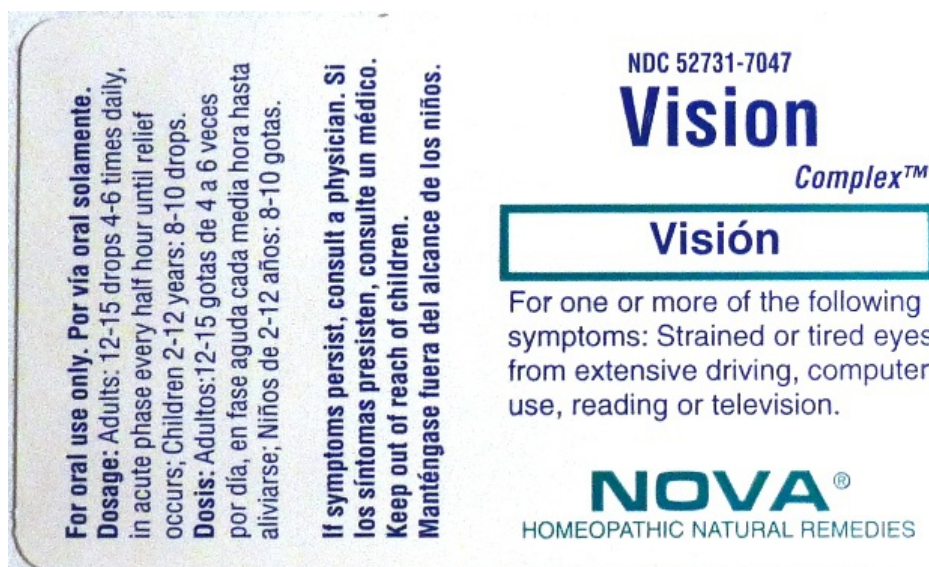 For oral use only. Por vía oral solamente.
Dosage: Adults: 12-15 drops 4-6 times daily,
in acute phase every half hour until relief
occurs; Children 2-12 years: 8-10 drops.
Dosis: Adultos:12-15 gotas de 4 a 6 veces
por día, en fase aguda cada media hora hasta
aliviarse; Niños de 2-12 años: 8-10 gotas.
If symptoms persist, consult a physician. Si
los síntomas presisten, consulte un médico.
Keep out of reach of children.
Manténgase fuera del alcance de los niños.
NDC 52731-7047
Vision
Complex™
Visión
For one or more of the following
symptoms: Strained or tired eyes
from extensive driving, computer
use, reading or television.
NOVA®
HOMEOPATHIC NATURAL REMEDIES